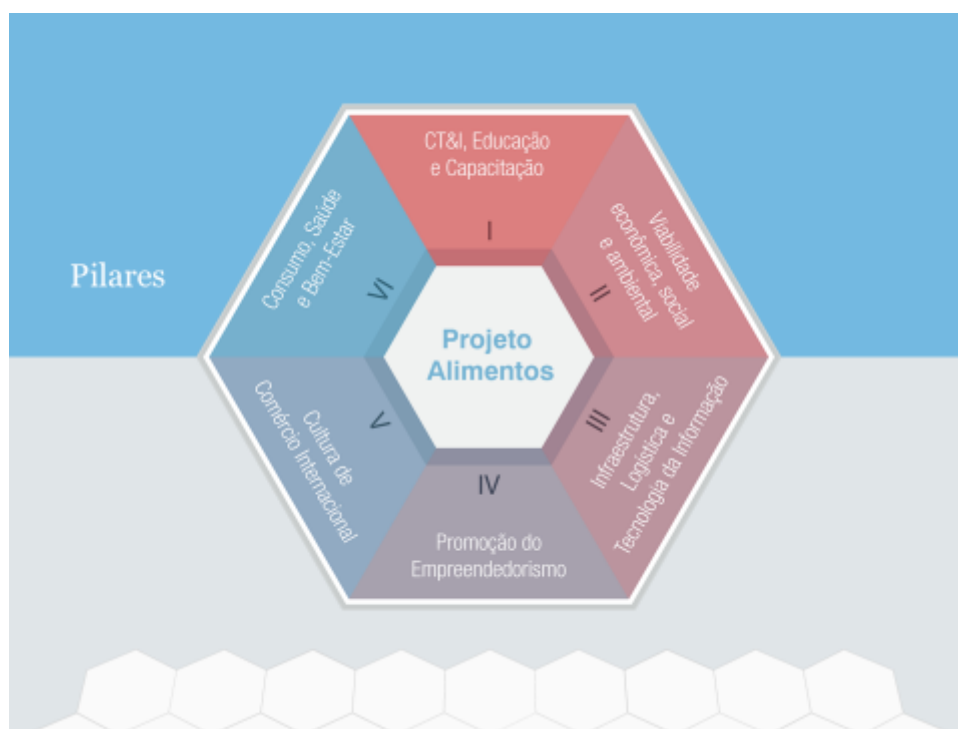 Pilares
CT&I, Educação
e Capacitação
I
Viabilidade
econômica, social
e ambiental
II
Infraestrutura,
Logística e
Tecnologia da Informação
III
IV
Promoção do
Empreendedorismo
Cultura de
Comércio Internacional
V
Consumo, Saúde
e Bem-Estar
VI
Projeto
Alimentos